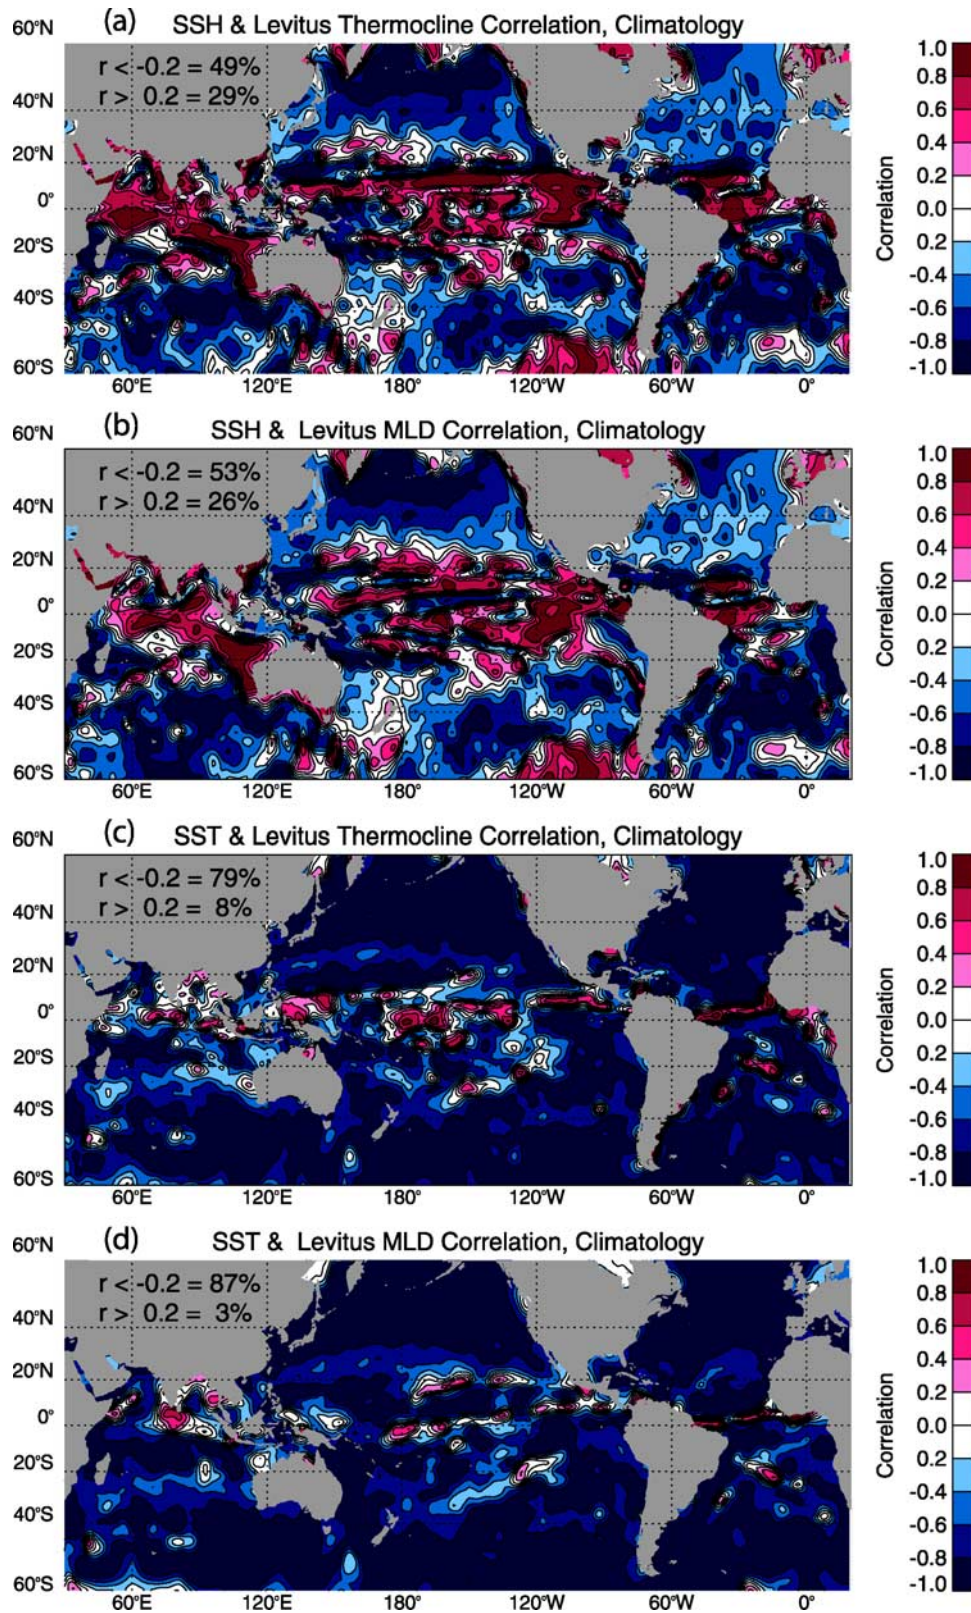 (a) SSH & Levitus Thermocline Correlation, Climatology
60°N
r < -0.2 = 49%
r > 0.2 = 29%
40°N
20°N
0°
20°S
40°S
60°S
60°E 120°E 180° 120°W 60°W 0°
1.0
0.8
0.6
0.4
0.2
0.0
0.2
-0.4
-0.6
-0.8
-1.0
Correlation
(b) SSH & Levitus MLD Correlation, Climatology
60°N
r < -0.2 = 53%
r > 0.2 = 26%
40°N
20°N
0°
20°S
40°S
60°S
60°E 120°E 180° 120°W 60°W 0°
1.0
0.8
0.6
0.4
0.2
0.0
0.2
-0.4
-0.6
-0.8
-1.0
Correlation
(c) SST & Levitus Thermocline Correlation, Climatology
60°N
r < -0.2 = 79%
r > 0.2 = 8%
40°N
20°N
0°
20°S
40°S
60°S
60°E 120°E 180° 120°W 60°W 0°
1.0
0.8
0.6
0.4
0.2
0.0
0.2
-0.4
-0.6
-0.8
-1.0
Correlation
(d) SST & Levitus MLD Correlation, Climatology
60°N
r < -0.2 = 87%
r > 0.2 = 3%
40°N
20°N
0°
20°S
40°S
60°S
60°E 120°E 180° 120°W 60°W 0°
1.0
0.8
0.6
0.4
0.2
0.0
0.2
-0.4
-0.6
-0.8
-1.0
Correlation